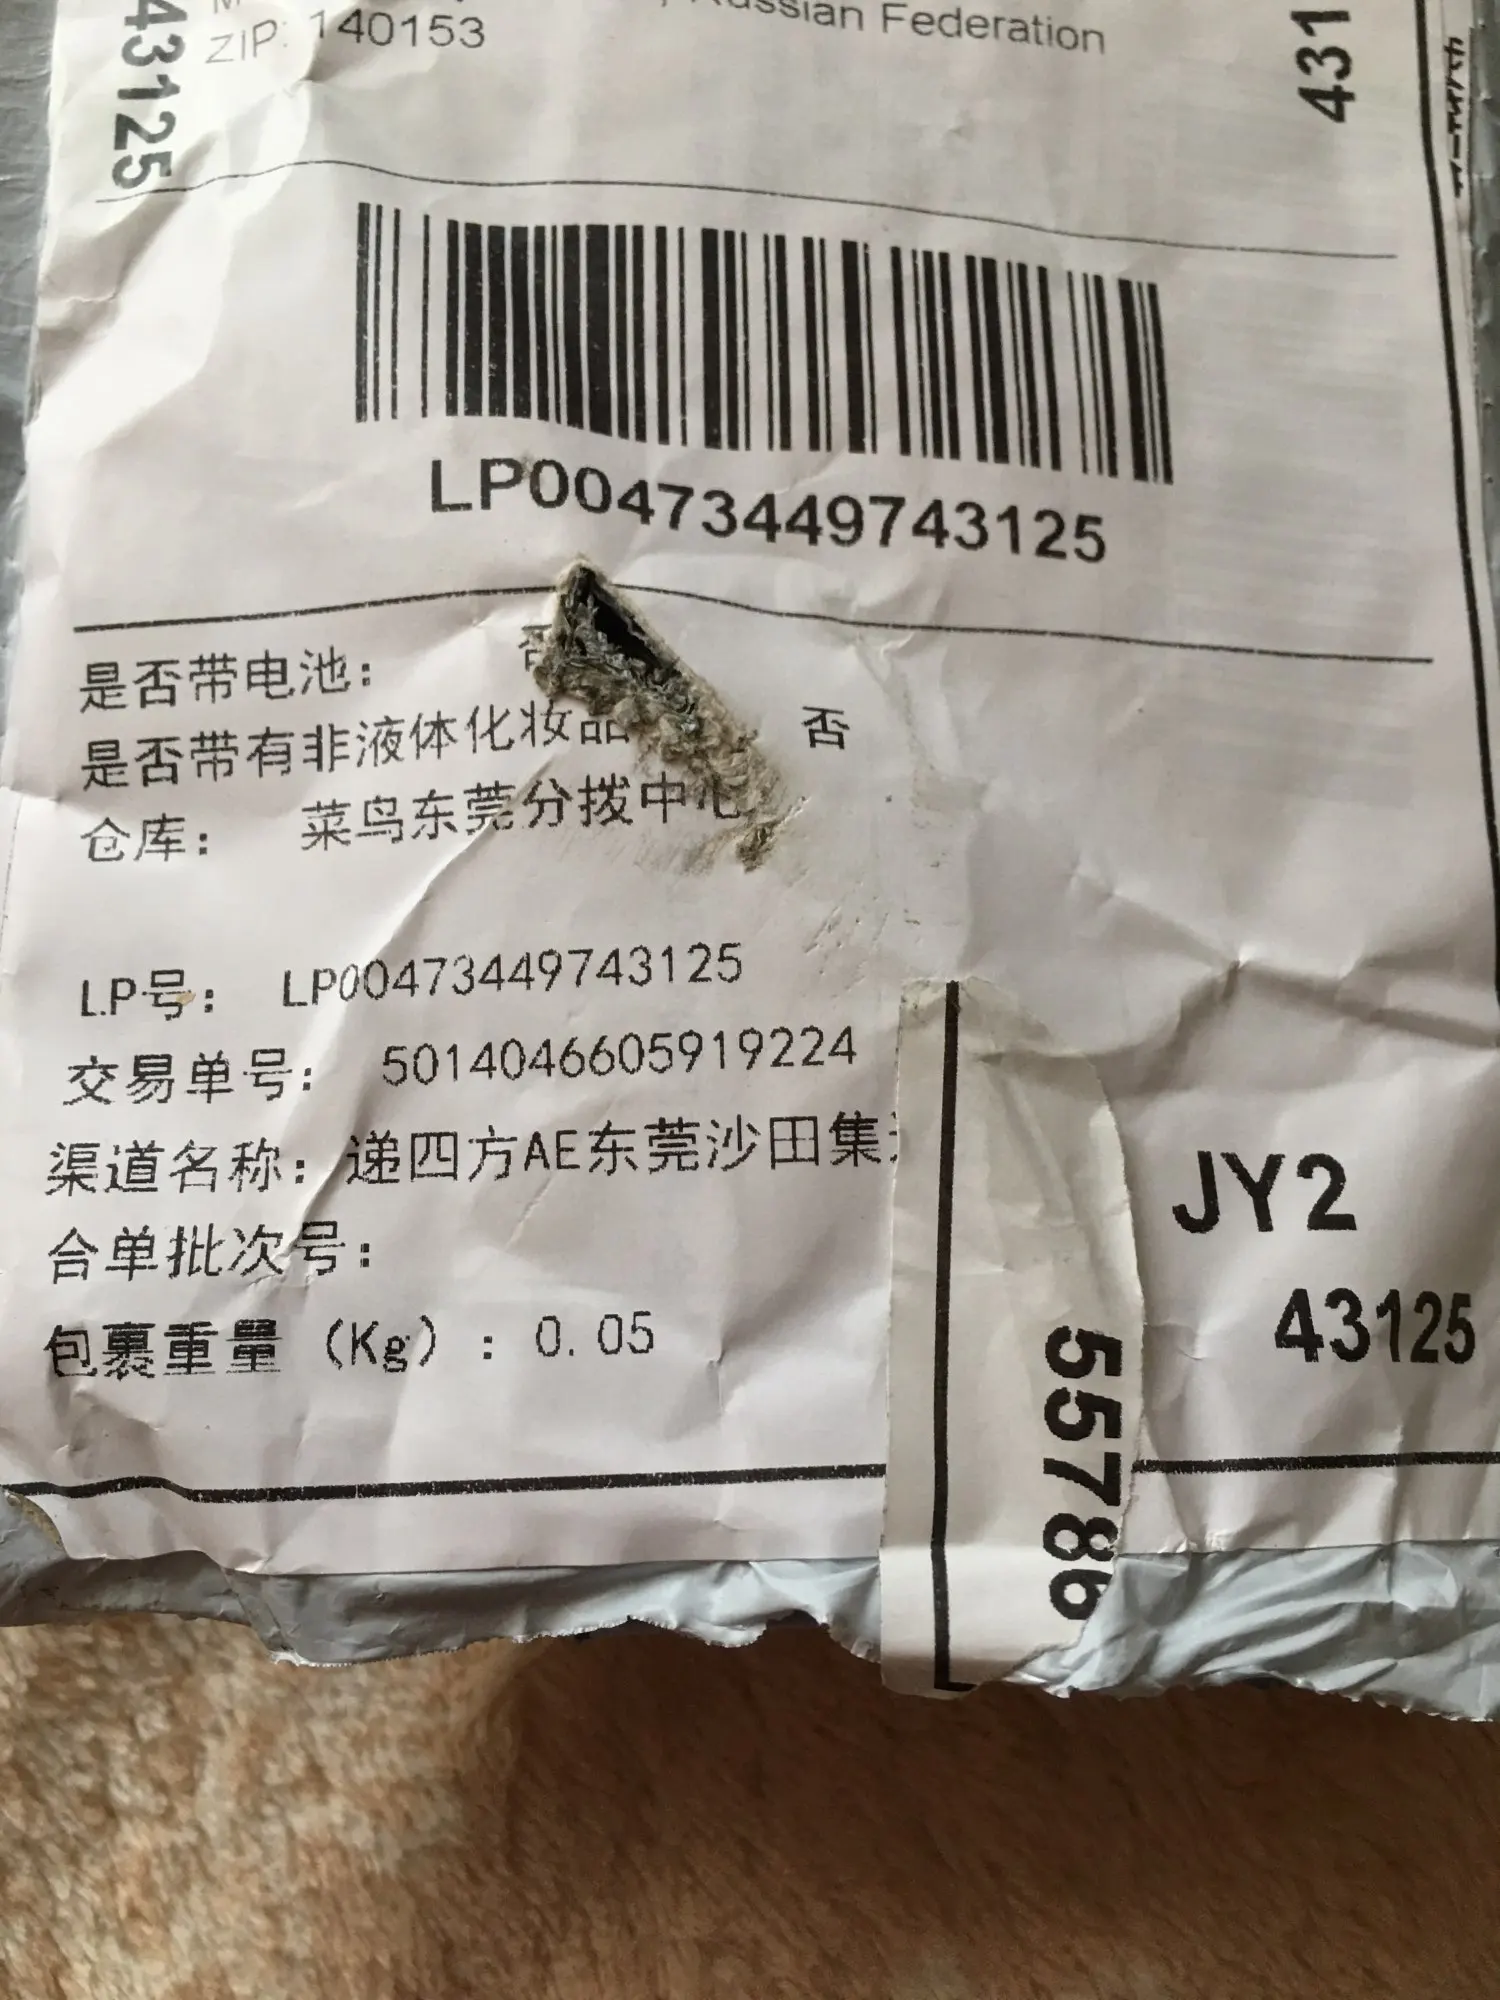 Russian Federation
ZIP: 140153
43125
431
LP00473449743125
是否带电池： 否
是否带有非液体化妆品 否
仓库： 菜鸟东莞分拨中心
LP号： LP00473449743125
交易单号： 5014046605919224
渠道名称： 递四方AE东莞沙田集
合单批次号：
包裹重量（Kg）：0.05
JY2
43125
55786